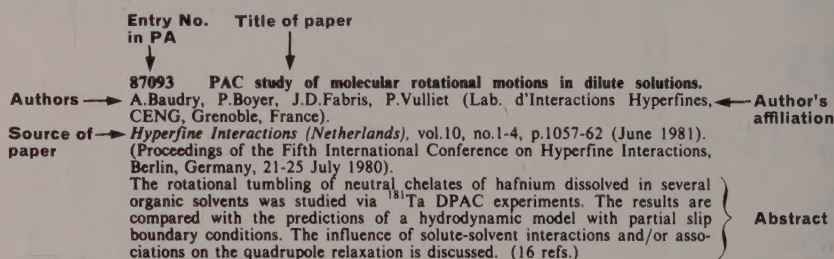 Entry No. Title of paper
in PA
87093 PAC study of molecular rotational motions in dilute solutions.
Authors A.Baudry, P.Boyer, J.D.Fabris, P.Vulliet (Lab. d'Interactions Hyperfines, Author's
CENG, Grenoble, France). affiliation
Source of Hyperfine Interactions (Netherlands), vol.10, no.1-4, p.1057-62 (June 1981).
paper (Proceedings of the Fifth International Conference on Hyperfine Interactions,
Berlin, Germany, 21-25 July 1980).
The rotational tumbling of neutral chelates of hafnium dissolved in several
organic solvents was studied via ¹⁸¹Ta DPAC experiments. The results are
compared with the predictions of a hydrodynamic model with partial slip Abstract
boundary conditions. The influence of solute-solvent interactions and/or asso-
ciations on the quadrupole relaxation is discussed. (16 refs.)